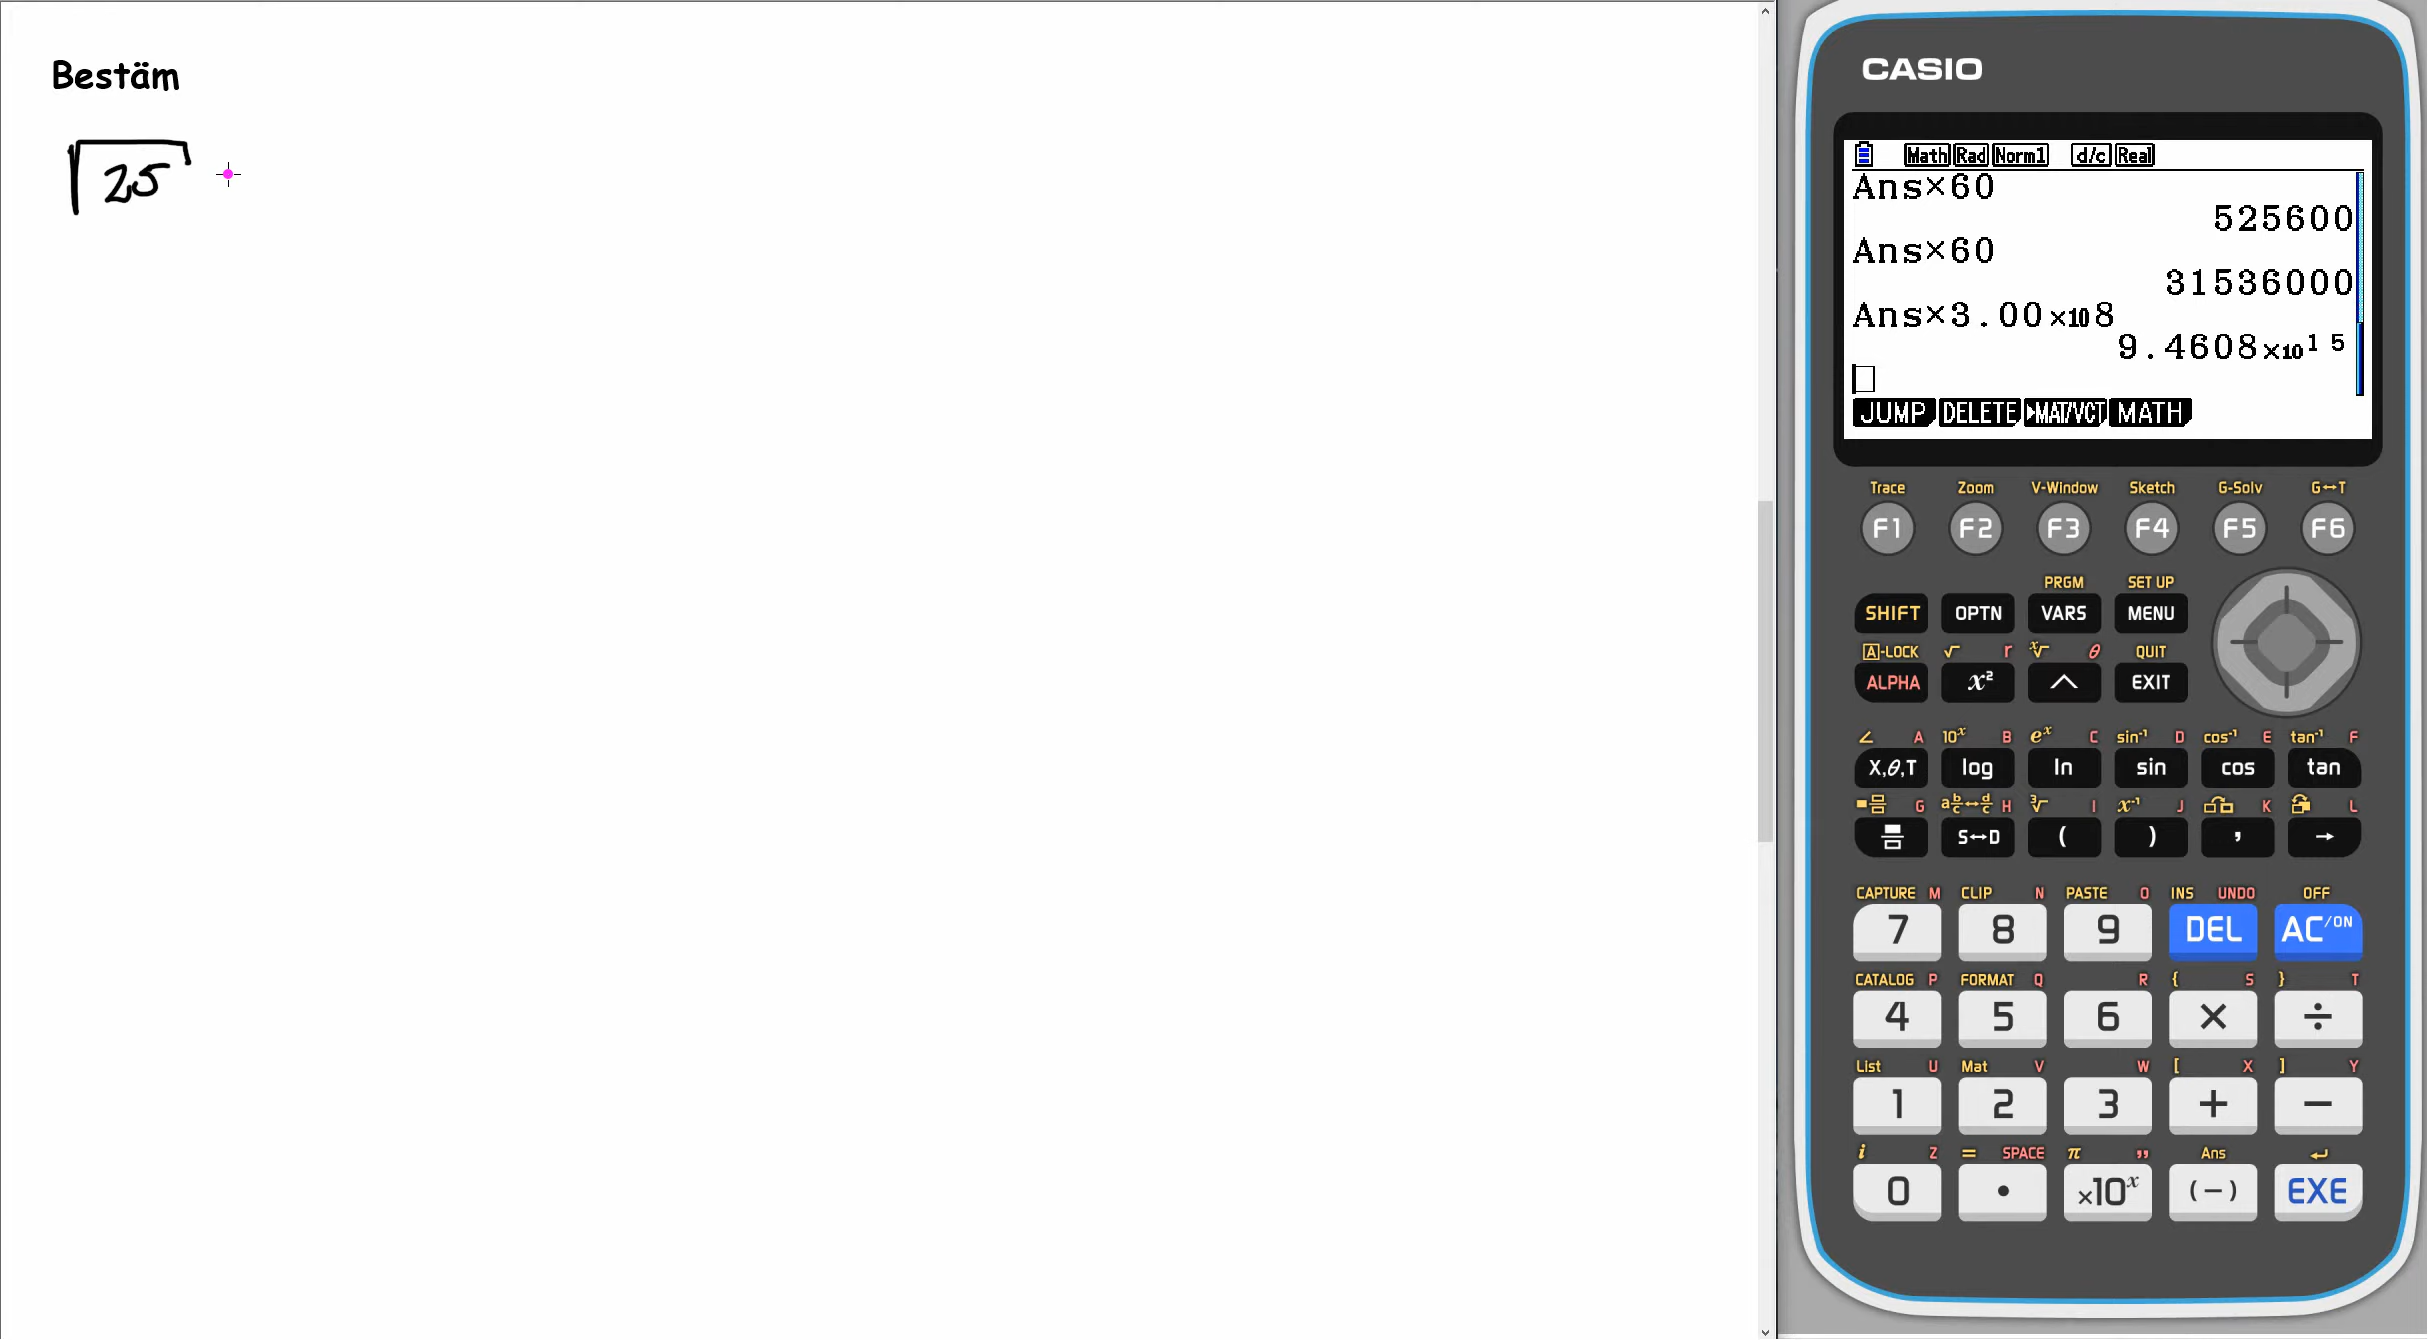 Bestäm
√25
CASIO
Math Rad Norm1 d/c Real
Ans×60
525600
Ans×60
31536000
Ans×3.00×10 8
9.4608×10¹⁵
JUMP DELETE ▶MAT/VCT MATH
Trace Zoom V-Window Sketch G-Solv G↔T
F1 F2 F3 F4 F5 F6
PRGM SET UP
SHIFT OPTN VARS MENU
A-LOCK √ r ˣ√ θ QUIT
ALPHA x² ^ EXIT
∠ A 10ˣ B eˣ C sin⁻¹ D cos⁻¹ E tan⁻¹ F
X,θ,T log ln sin cos tan
G a b/c↔d/c H ³√ I x⁻¹ J K L
S↔D ( ) , →
CAPTURE M CLIP N PASTE O INS UNDO OFF
7 8 9 DEL AC/ON
CATALOG P FORMAT Q R { S } T
4 5 6 × ÷
List U Mat V W [ X ] Y
1 2 3 + −
i Z = SPACE π " Ans ↵
0 • ×10ˣ (−) EXE